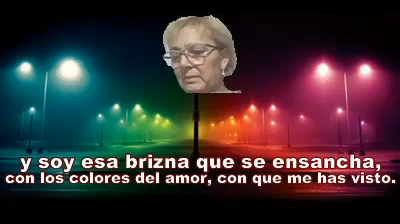 y soy esa brizna que se ensancha,
con los colores del amor, con que me has visto.